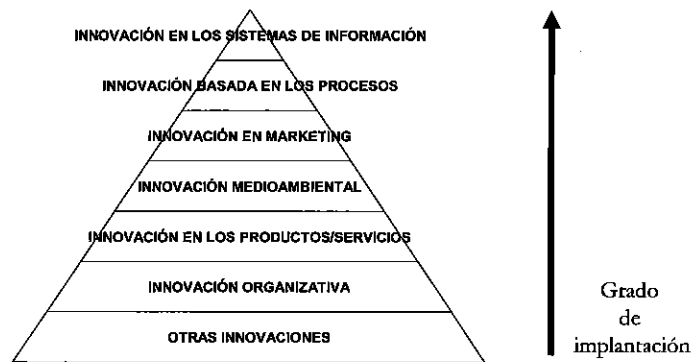 INNOVACIÓN EN LOS SISTEMAS DE INFORMACIÓN
INNOVACIÓN BASADA EN LOS PROCESOS
INNOVACIÓN EN MARKETING
INNOVACIÓN MEDIOAMBIENTAL
INNOVACIÓN EN LOS PRODUCTOS/SERVICIOS
INNOVACIÓN ORGANIZATIVA
OTRAS INNOVACIONES
Grado
de
implantación